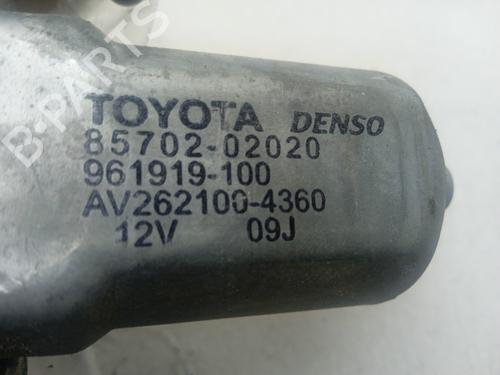 TOYOTA DENSO
85702-02020
961919-100
AV262100-4360
12V 09J
B-PARTS